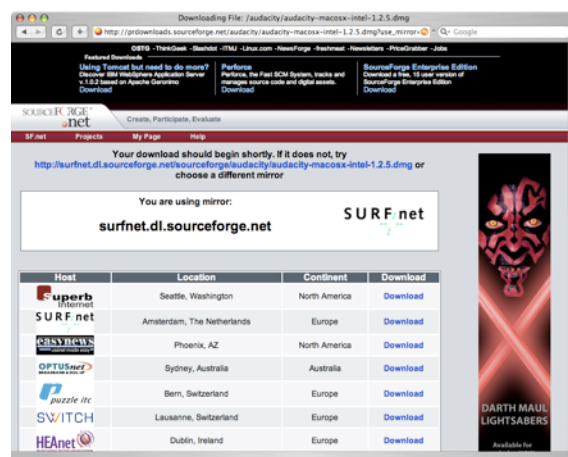 Downloading File: /audacity/audacity-macosx-intel-1.2.5.dmg
http://prdownloads.sourceforge.net/audacity/audacity-macosx-intel-1.2.5.dmg?use_mirror=
Google
OSTG - ThinkGeek - Slashdot - ITMJ - Linux.com - NewsForge - freshmeat - Newsletters - PriceGrabber - Jobs
Featured Downloads
Using Tomcat but need to do more?
Discover IBM WebSphere Application Server
v.1.0.2 based on Apache Geronimo
Download
Perforce
Perforce, the Fast SCM System, tracks and
manages source code and digital assets.
Download
SourceForge Enterprise Edition
Download a free, 15 user version of
SourceForge Enterprise Edition
Download
SOURCEFORGE
.net
Create, Participate, Evaluate
SF.net Projects My Page Help
Your download should begin shortly. If it does not, try
http://surfnet.dl.sourceforge.net/sourceforge/audacity/audacity-macosx-intel-1.2.5.dmg or
choose a different mirror
You are using mirror:
surfnet.dl.sourceforge.net
SURFnet
Host Location Continent Download
Superb
Internet
Seattle, Washington North America Download
SURFnet
Amsterdam, The Netherlands Europe Download
easynews
Phoenix, AZ North America Download
OPTUSnet
Sydney, Australia Australia Download
puzzle itc
Bern, Switzerland Europe Download
SWITCH
Lausanne, Switzerland Europe Download
HEAnet
Dublin, Ireland Europe Download
DARTH MAUL
LIGHTSABERS
Available for